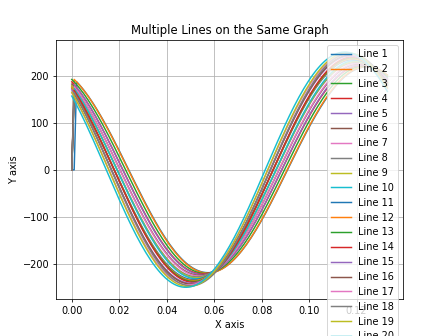 Multiple Lines on the Same Graph
Y axis
200
100
0
−100
−200
0.00
0.02
0.04
0.06
0.08
0.10
X axis
Line 1
Line 2
Line 3
Line 4
Line 5
Line 6
Line 7
Line 8
Line 9
Line 10
Line 11
Line 12
Line 13
Line 14
Line 15
Line 16
Line 17
Line 18
Line 19
Line 20